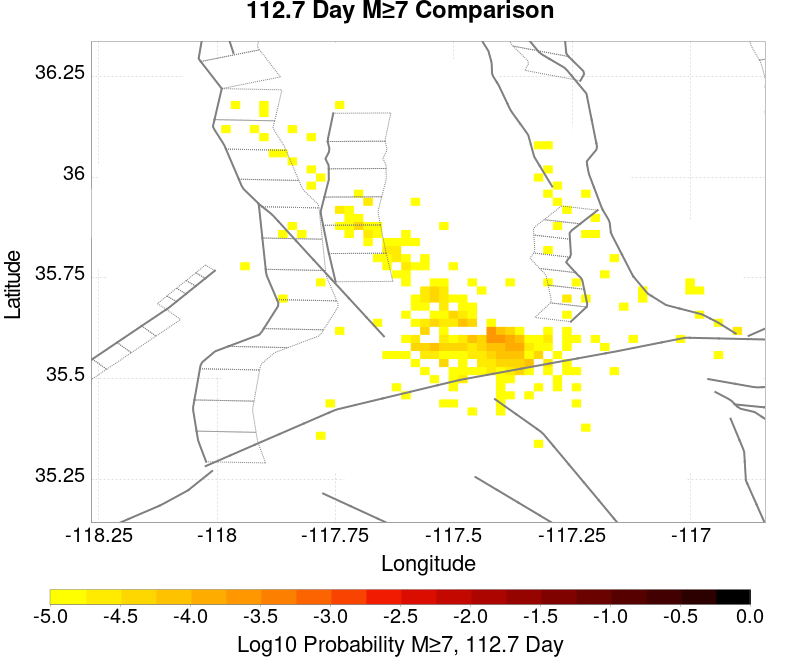 112.7 Day M≥7 Comparison
36.25
36
35.75
35.5
35.25
Latitude
-118.25 -118 -117.75 -117.5 -117.25 -117
Longitude
-5.0 -4.5 -4.0 -3.5 -3.0 -2.5 -2.0 -1.5 -1.0 -0.5 0.0
Log10 Probability M≥7, 112.7 Day